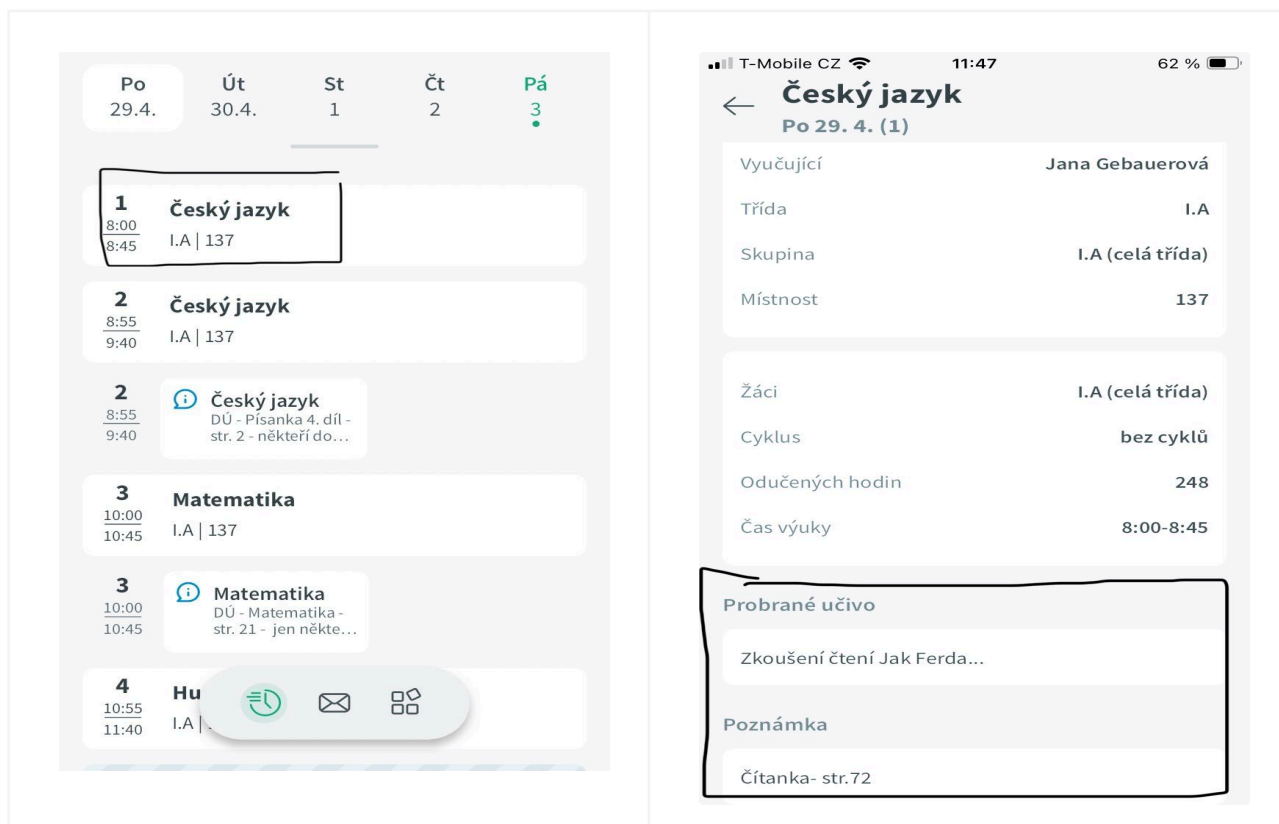 Po Út St Čt Pá
29.4. 30.4. 1 2 3
1
8:00
8:45
Český jazyk
I.A | 137
2
8:55
9:40
Český jazyk
I.A | 137
2
8:55
9:40
Český jazyk
DÚ - Písanka 4. díl -
str. 2 - někteří do...
3
10:00
10:45
Matematika
I.A | 137
3
10:00
10:45
Matematika
DÚ - Matematika -
str. 21 - jen někte...
4
10:55
11:40
Hu
I.A |
T-Mobile CZ 11:47 62 %
Český jazyk
Po 29. 4. (1)
Vyučující Jana Gebauerová
Třída I.A
Skupina I.A (celá třída)
Místnost 137
Žáci I.A (celá třída)
Cyklus bez cyklů
Odučených hodin 248
Čas výuky 8:00-8:45
Probrané učivo
Zkoušení čtení Jak Ferda...
Poznámka
Čítanka- str.72